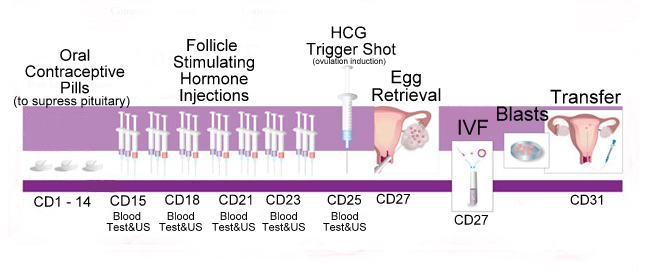 Oral
Contraceptive
Pills
(to supress pituitary)
Follicle
Stimulating
Hormone
Injections
HCG
Trigger Shot
(ovulation induction)
Egg
Retrieval
IVF
Blasts
Transfer
CD1 - 14
CD15
Blood
Test&US
CD18
Blood
Test&US
CD21
Blood
Test&US
CD23
Blood
Test&US
CD25
Blood
Test&US
CD27
CD27
CD31